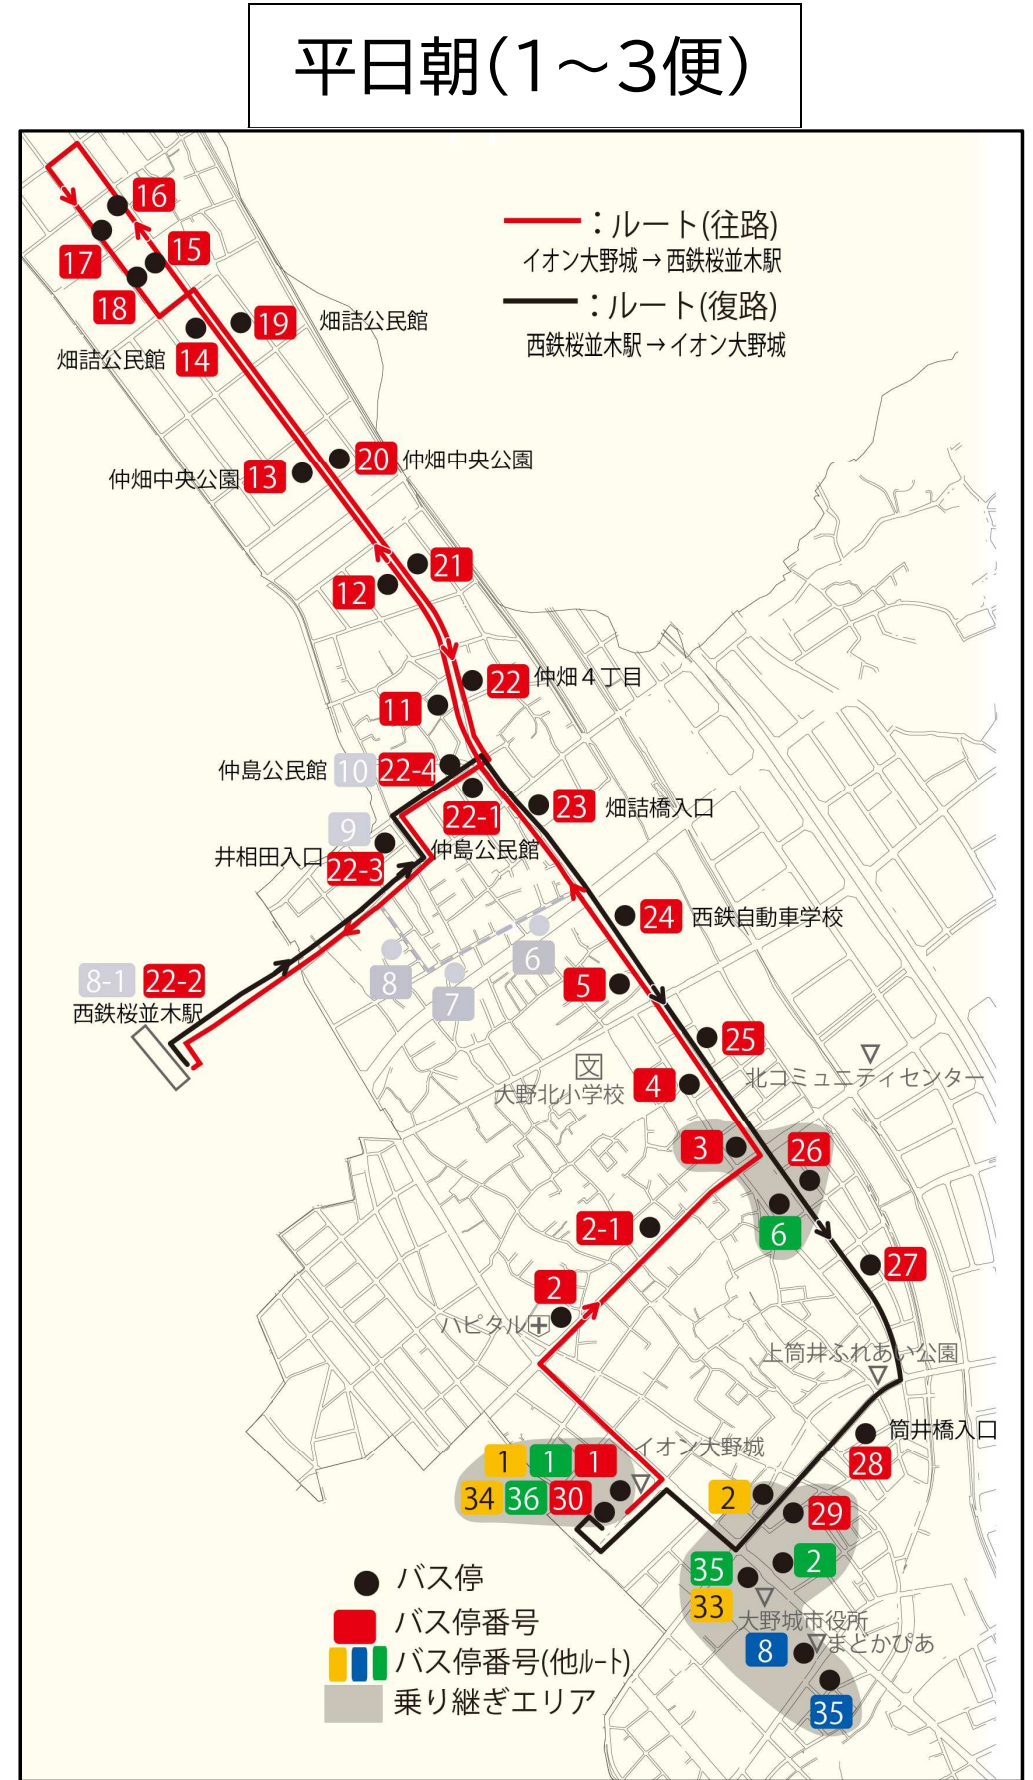 平日朝(1～3便)
16
17
15
18
：ルート(往路)
イオン大野城→西鉄桜並木駅
：ルート(復路)
西鉄桜並木駅→イオン大野城
19
畑詰公民館
畑詰公民館
14
20
仲畑中央公園
仲畑中央公園
13
21
12
22
仲畑４丁目
11
仲島公民館
10
22-4
22-1
仲島公民館
23
畑詰橋入口
9
井相田入口
22-3
24
西鉄自動車学校
8-1
22-2
西鉄桜並木駅
8
7
6
5
25
文
大野北小学校
4
北コミュニティセンター
3
26
6
2-1
27
2
ハピタル
上筒井ふれあい公園
筒井橋入口
28
イオン大野城
1
1
1
34
36
30
2
29
35
2
33
大野城市役所
まどかぴあ
8
35
バス停
バス停番号
バス停番号(他ﾙｰﾄ)
乗り継ぎエリア